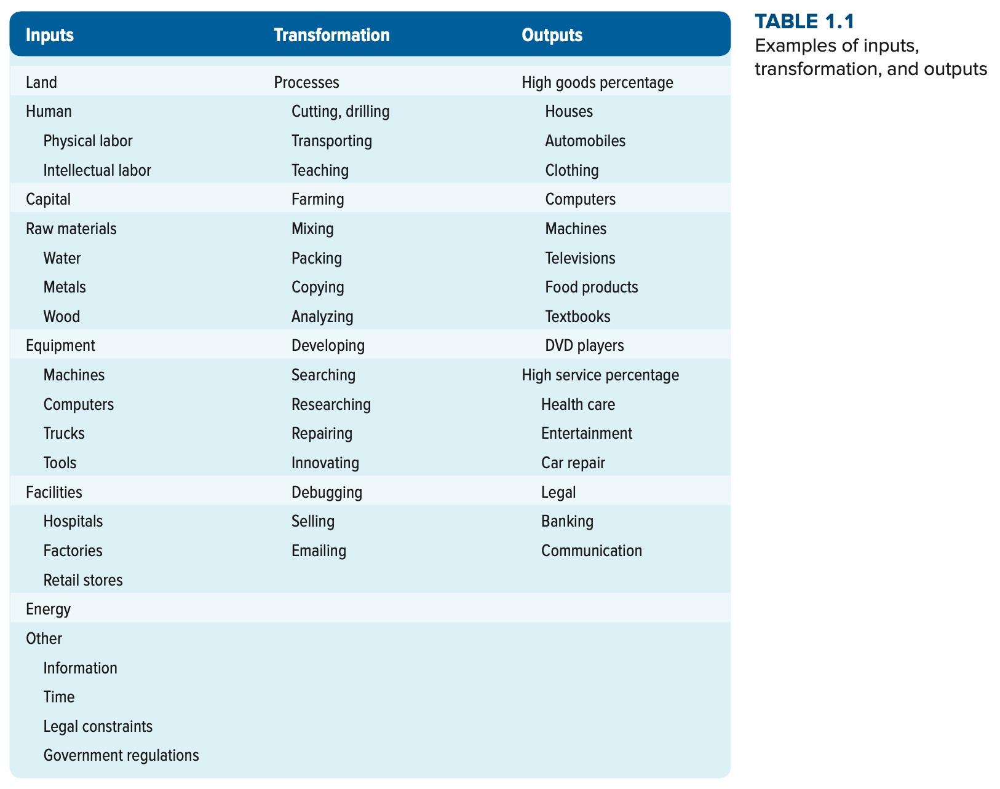 Inputs Transformation Outputs
Land Processes High goods percentage
Human Cutting, drilling Houses
Physical labor Transporting Automobiles
Intellectual labor Teaching Clothing
Capital Farming Computers
Raw materials Mixing Machines
Water Packing Televisions
Metals Copying Food products
Wood Analyzing Textbooks
Equipment Developing DVD players
Machines Searching High service percentage
Computers Researching Health care
Trucks Repairing Entertainment
Tools Innovating Car repair
Facilities Debugging Legal
Hospitals Selling Banking
Factories Emailing Communication
Retail stores
Energy
Other
Information
Time
Legal constraints
Government regulations
TABLE 1.1
Examples of inputs,
transformation, and outputs